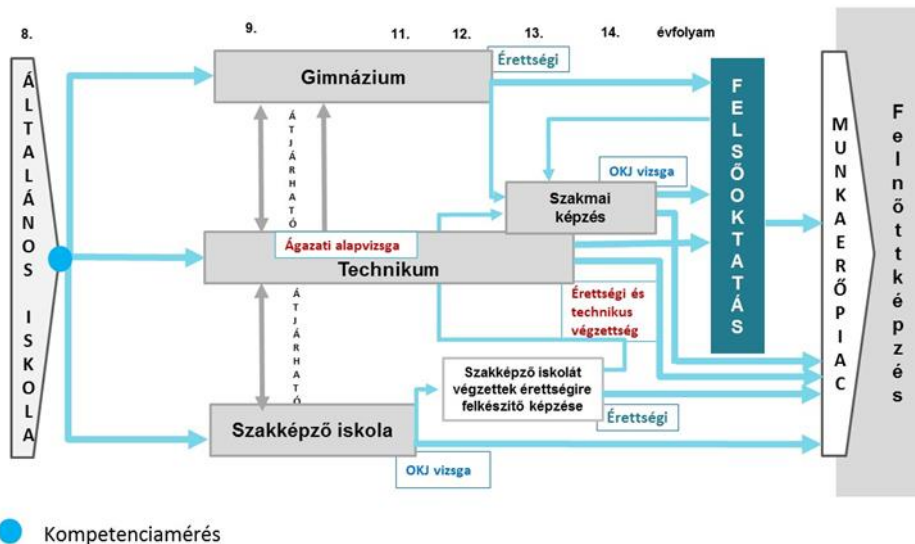 8.
9.
11.
12.
13.
14.
évfolyam
ÁLTALÁNOS ISKOLA
Gimnázium
Érettségi
ÁTJÁRHATÓ
Szakmai
képzés
OKJ vizsga
Ágazati alapvizsga
Technikum
Érettségi és
technikus
végzettség
ÁTJÁRHATÓ
Szakképző iskolát
végzettek érettségire
felkészítő képzése
Érettségi
Szakképző iskola
OKJ vizsga
FELSŐOKTATÁS
MUNKAERŐPIAC
Felnőttképzés
Kompetenciamérés